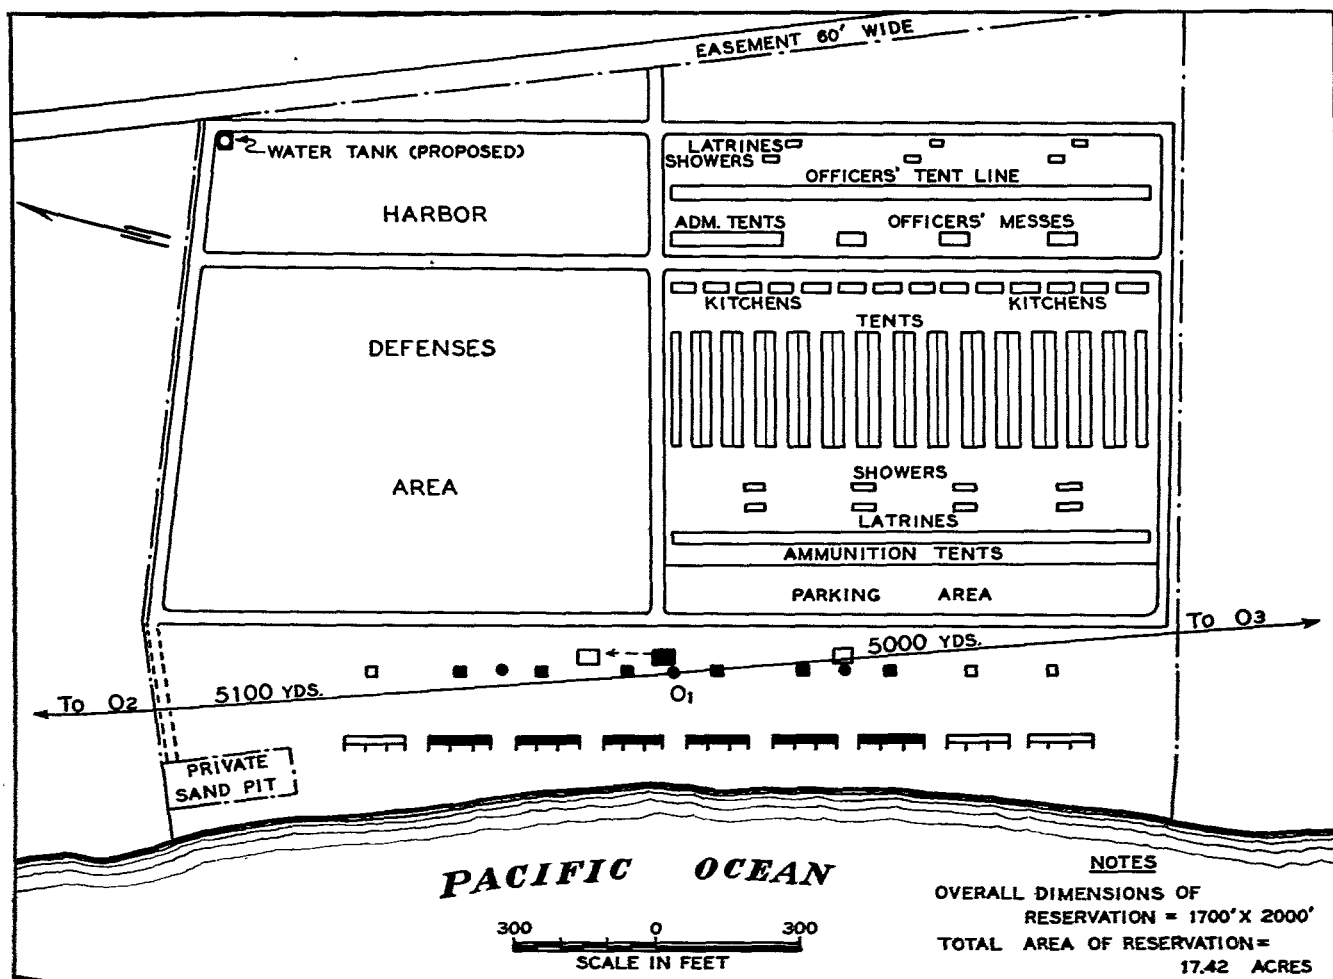 EASEMENT 60' WIDE
WATER TANK (PROPOSED)
LATRINES
SHOWERS
OFFICERS' TENT LINE
HARBOR
ADM. TENTS
OFFICERS' MESSES
KITCHENS
KITCHENS
TENTS
DEFENSES
SHOWERS
AREA
LATRINES
AMMUNITION TENTS
PARKING AREA
To O3
5000 YDS.
O1
5100 YDS.
To O2
PRIVATE
SAND PIT
PACIFIC OCEAN
NOTES
OVERALL DIMENSIONS OF
RESERVATION = 1700' X 2000'
TOTAL AREA OF RESERVATION =
17.42 ACRES
300 0 300
SCALE IN FEET